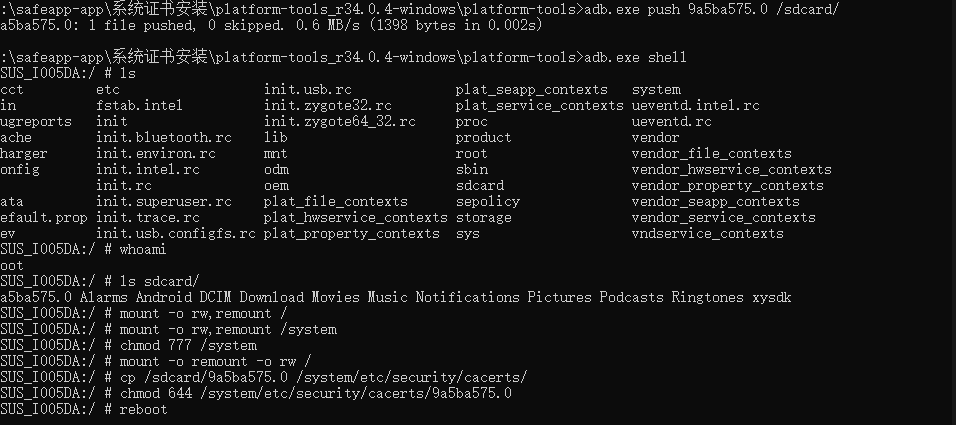 :\safeapp-app\系统证书安装\platform-tools_r34.0.4-windows\platform-tools>adb.exe push 9a5ba575.0 /sdcard/
a5ba575.0: 1 file pushed, 0 skipped. 0.6 MB/s (1398 bytes in 0.002s)
:\safeapp-app\系统证书安装\platform-tools_r34.0.4-windows\platform-tools>adb.exe shell
SUS_I005DA:/ # ls
cct etc init.usb.rc plat_seapp_contexts system
in fstab.intel init.zygote32.rc plat_service_contexts ueventd.intel.rc
ugreports init init.zygote64_32.rc proc ueventd.rc
ache init.bluetooth.rc lib product vendor
harger init.environ.rc mnt root vendor_file_contexts
onfig init.intel.rc odm sbin vendor_hwservice_contexts
init.rc oem sdcard vendor_property_contexts
ata init.superuser.rc plat_file_contexts sepolicy vendor_seapp_contexts
efault.prop init.trace.rc plat_hwservice_contexts storage vendor_service_contexts
ev init.usb.configfs.rc plat_property_contexts sys vndservice_contexts
SUS_I005DA:/ # whoami
oot
SUS_I005DA:/ # ls sdcard/
a5ba575.0 Alarms Android DCIM Download Movies Music Notifications Pictures Podcasts Ringtones xysdk
SUS_I005DA:/ # mount -o rw,remount /
SUS_I005DA:/ # mount -o rw,remount /system
SUS_I005DA:/ # chmod 777 /system
SUS_I005DA:/ # mount -o remount -o rw /
SUS_I005DA:/ # cp /sdcard/9a5ba575.0 /system/etc/security/cacerts/
SUS_I005DA:/ # chmod 644 /system/etc/security/cacerts/9a5ba575.0
SUS_I005DA:/ # reboot